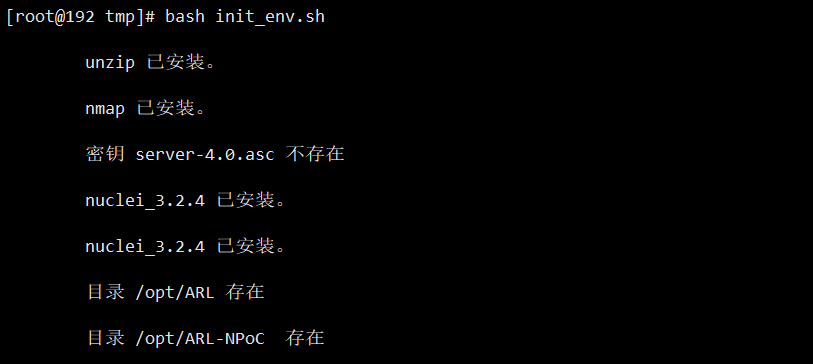 [root@192 tmp]# bash init_env.sh
unzip 已安装。
nmap 已安装。
密钥 server-4.0.asc 不存在
nuclei_3.2.4 已安装。
nuclei_3.2.4 已安装。
目录 /opt/ARL 存在
目录 /opt/ARL-NPoC  存在